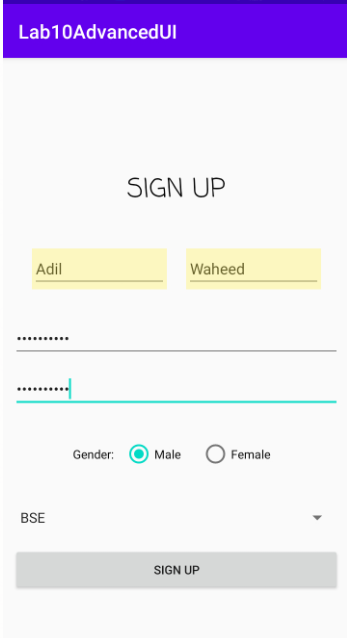 Lab10AdvancedUI
SIGN UP
Adil Waheed
••••••••••
••••••••••
Gender: Male Female
BSE
SIGN UP